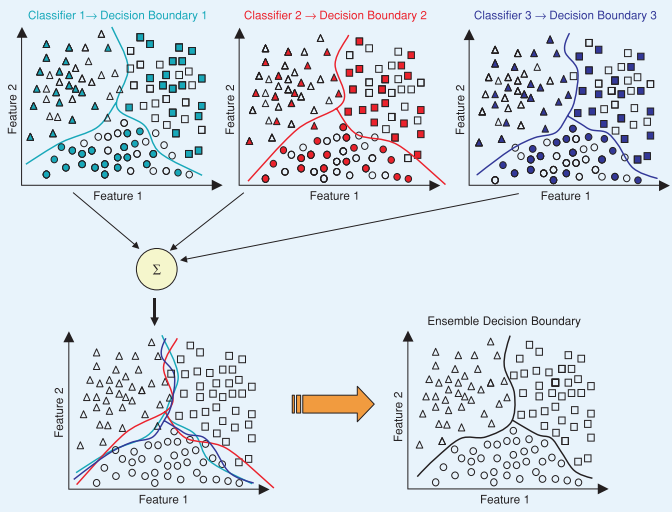 Classifier 1 → Decision Boundary 1
Classifier 2 → Decision Boundary 2
Classifier 3 → Decision Boundary 3
Feature 2
Feature 1
Feature 2
Feature 1
Feature 2
Feature 1
Σ
Ensemble Decision Boundary
Feature 2
Feature 1
Feature 2
Feature 1